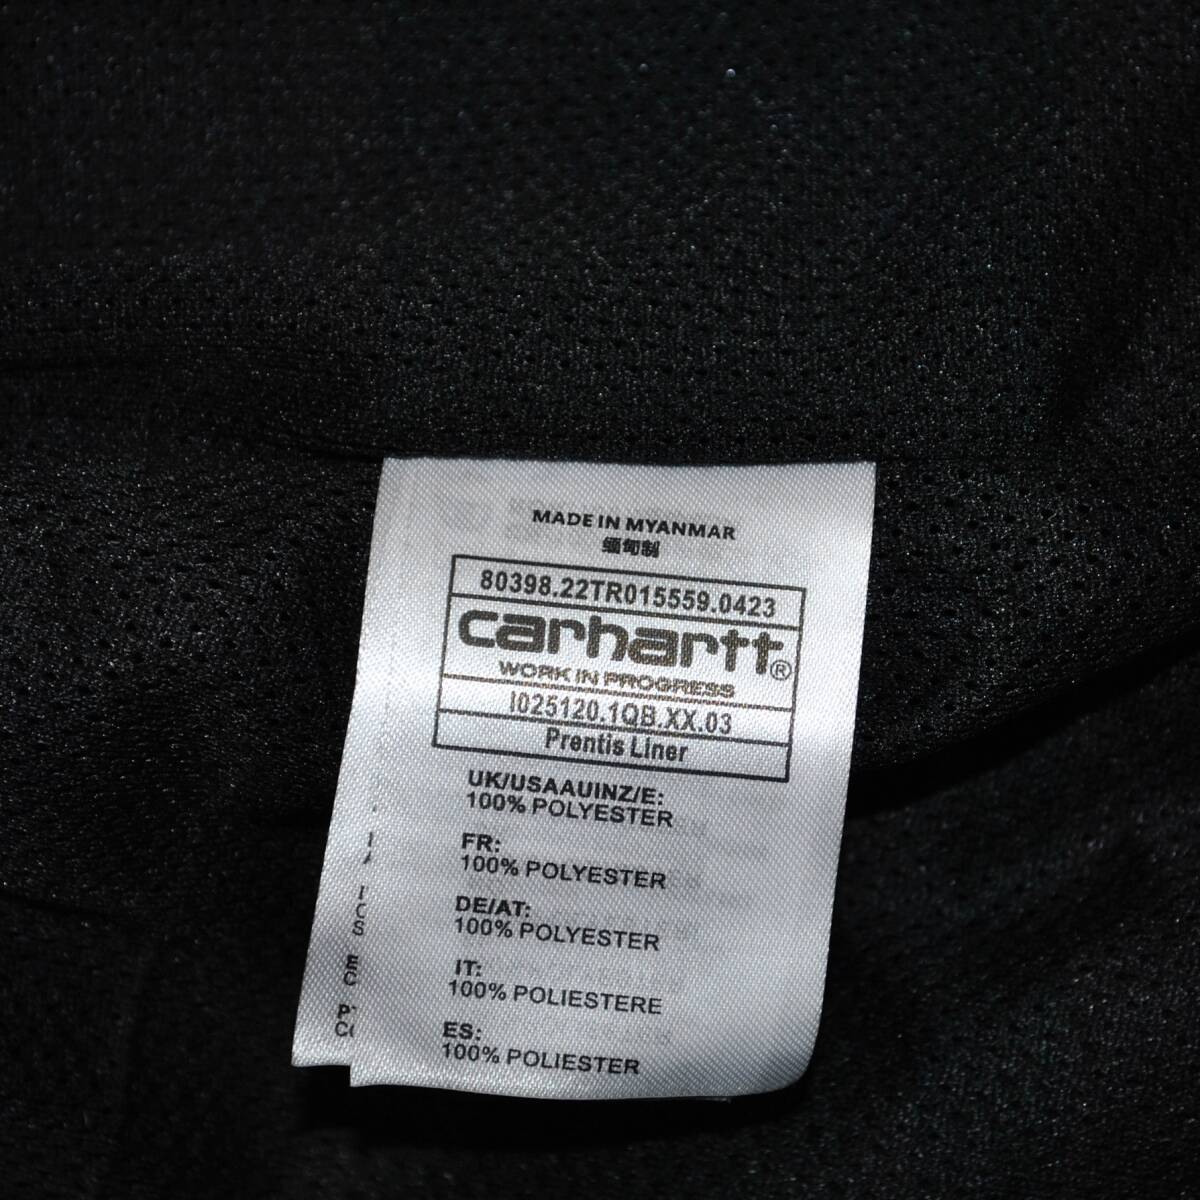 MADE IN MYANMAR
缅甸制
80398.22TR015559.0423
carhartt®
WORK IN PROGRESS
I025120.1QB.XX.03
Prentis Liner
UK/USAAUINZ/E:
100% POLYESTER
FR:
100% POLYESTER
DE/AT:
100% POLYESTER
IT:
100% POLIESTERE
ES:
100% POLIESTER